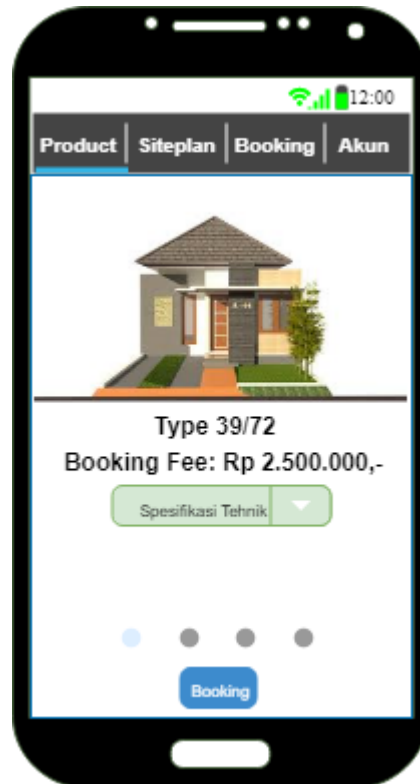 12:00
Product Siteplan Booking Akun
Type 39/72
Booking Fee: Rp 2.500.000,-
Spesifikasi Tehnik
Booking